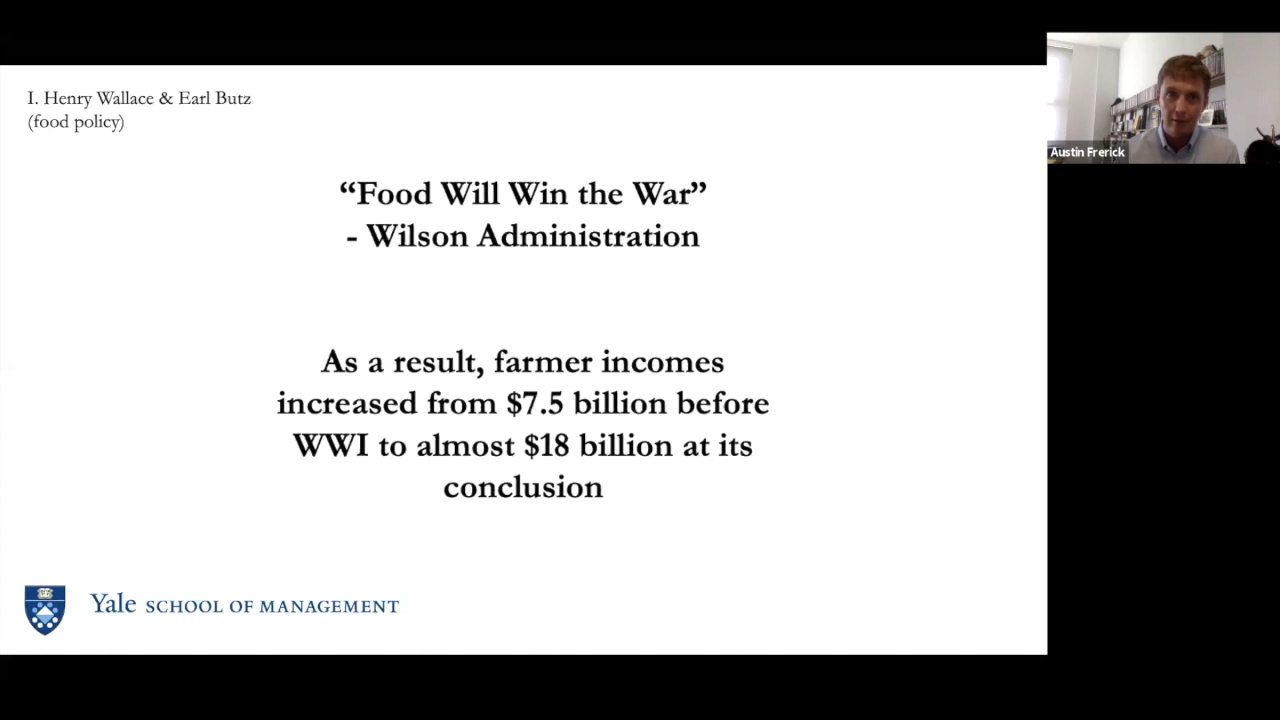 I. Henry Wallace & Earl Butz
(food policy)
“Food Will Win the War”
- Wilson Administration
As a result, farmer incomes
increased from $7.5 billion before
WWI to almost $18 billion at its
conclusion
Yale SCHOOL OF MANAGEMENT
Austin Frerick